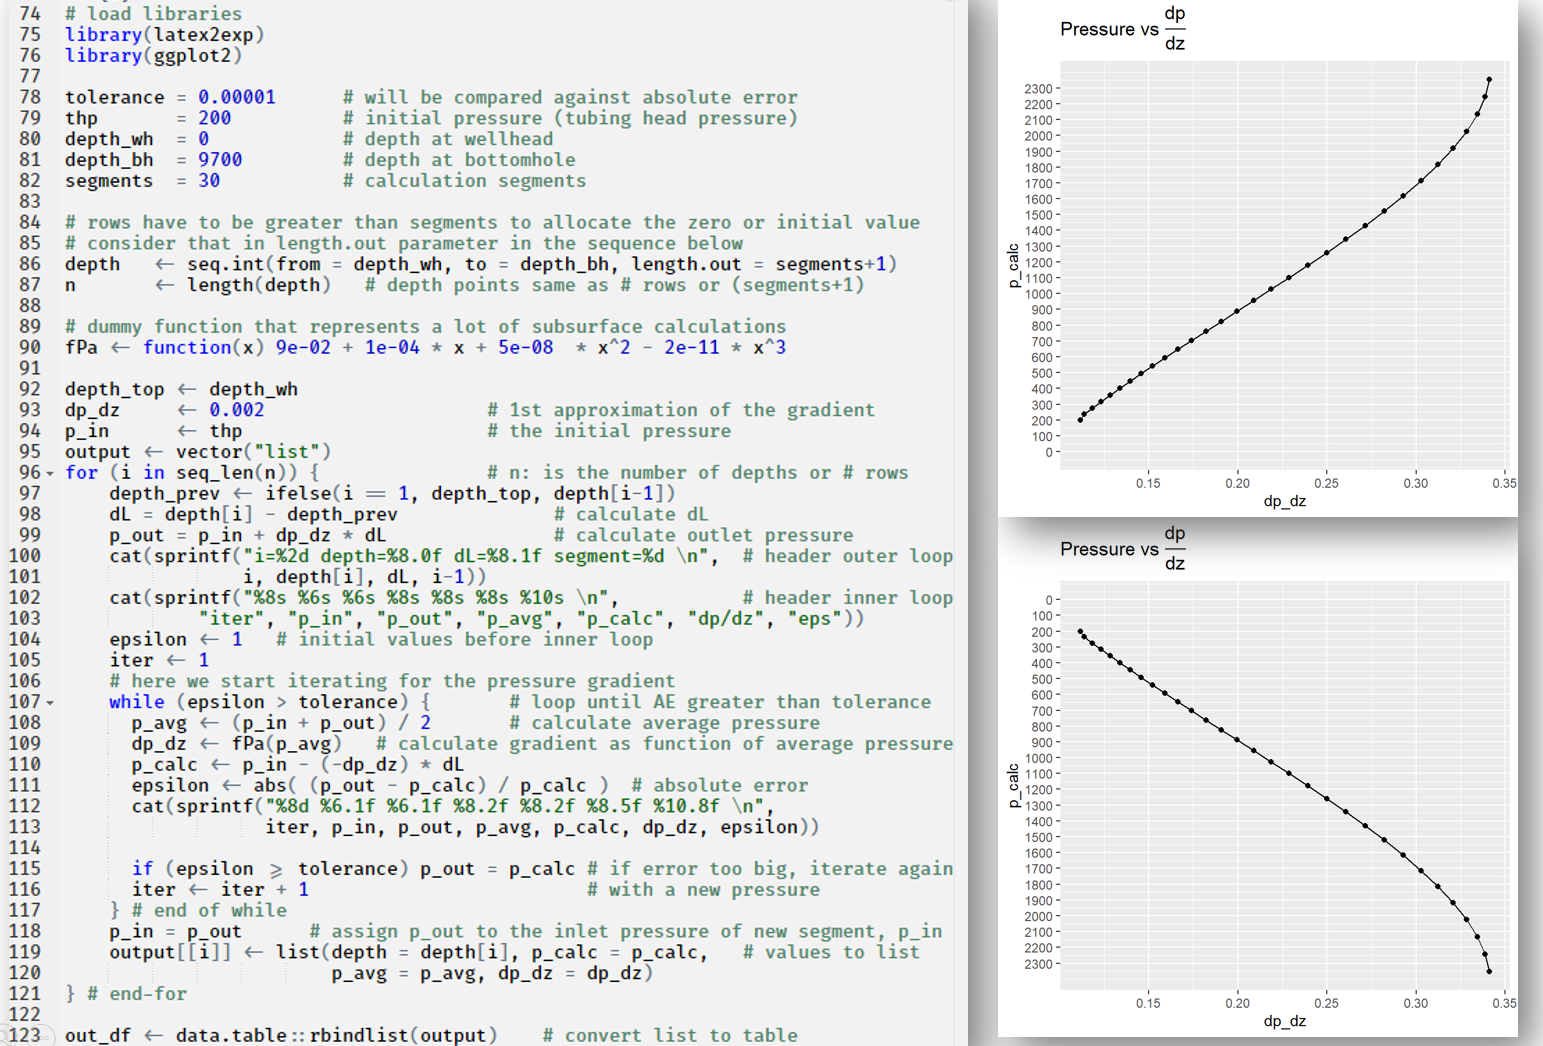 74 # load libraries
75 library(latex2exp)
76 library(ggplot2)
77
78 tolerance = 0.00001 # will be compared against absolute error
79 thp = 200 # initial pressure (tubing head pressure)
80 depth_wh = 0 # depth at wellhead
81 depth_bh = 9700 # depth at bottomhole
82 segments = 30 # calculation segments
83
84 # rows have to be greater than segments to allocate the zero or initial value
85 # consider that in length.out parameter in the sequence below
86 depth ← seq.int(from = depth_wh, to = depth_bh, length.out = segments+1)
87 n ← length(depth) # depth points same as # rows or (segments+1)
88
89 # dummy function that represents a lot of subsurface calculations
90 fPa ← function(x) 9e-02 + 1e-04 * x + 5e-08 * x^2 - 2e-11 * x^3
91
92 depth_top ← depth_wh
93 dp_dz ← 0.002 # 1st approximation of the gradient
94 p_in ← thp # the initial pressure
95 output ← vector("list")
96 for (i in seq_len(n)) { # n: is the number of depths or # rows
97 depth_prev ← ifelse(i == 1, depth_top, depth[i-1])
98 dL = depth[i] - depth_prev # calculate dL
99 p_out = p_in + dp_dz * dL # calculate outlet pressure
100 cat(sprintf("i=%2d depth=%8.0f dL=%8.1f segment=%d \n", # header outer loop
101 i, depth[i], dL, i-1))
102 cat(sprintf("%8s %6s %6s %8s %8s %8s %10s \n", # header inner loop
103 "iter", "p_in", "p_out", "p_avg", "p_calc", "dp/dz", "eps"))
104 epsilon ← 1 # initial values before inner loop
105 iter ← 1
106 # here we start iterating for the pressure gradient
107 while (epsilon > tolerance) { # loop until AE greater than tolerance
108 p_avg ← (p_in + p_out) / 2 # calculate average pressure
109 dp_dz ← fPa(p_avg) # calculate gradient as function of average pressure
110 p_calc ← p_in - (-dp_dz) * dL
111 epsilon ← abs( (p_out - p_calc) / p_calc ) # absolute error
112 cat(sprintf("%8d %6.1f %6.1f %8.2f %8.2f %8.5f %10.8f \n",
113 iter, p_in, p_out, p_avg, p_calc, dp_dz, epsilon))
114
115 if (epsilon ⩾ tolerance) p_out = p_calc # if error too big, iterate again
116 iter ← iter + 1 # with a new pressure
117 } # end of while
118 p_in = p_out # assign p_out to the inlet pressure of new segment, p_in
119 output[[i]] ← list(depth = depth[i], p_calc = p_calc, # values to list
120 p_avg = p_avg, dp_dz = dp_dz)
121 } # end-for
122
123 out_df ← data.table::rbindlist(output) # convert list to table
Pressure vs dp/dz
2300
2200
2100
2000
1900
1800
1700
1600
1500
1400
1300
1200
1100
1000
900
800
700
600
500
400
300
200
100
0
p_calc
0.15 0.20 0.25 0.30 0.35
dp_dz
Pressure vs dp/dz
0
100
200
300
400
500
600
700
800
900
1000
1100
1200
1300
1400
1500
1600
1700
1800
1900
2000
2100
2200
2300
p_calc
0.15 0.20 0.25 0.30 0.35
dp_dz